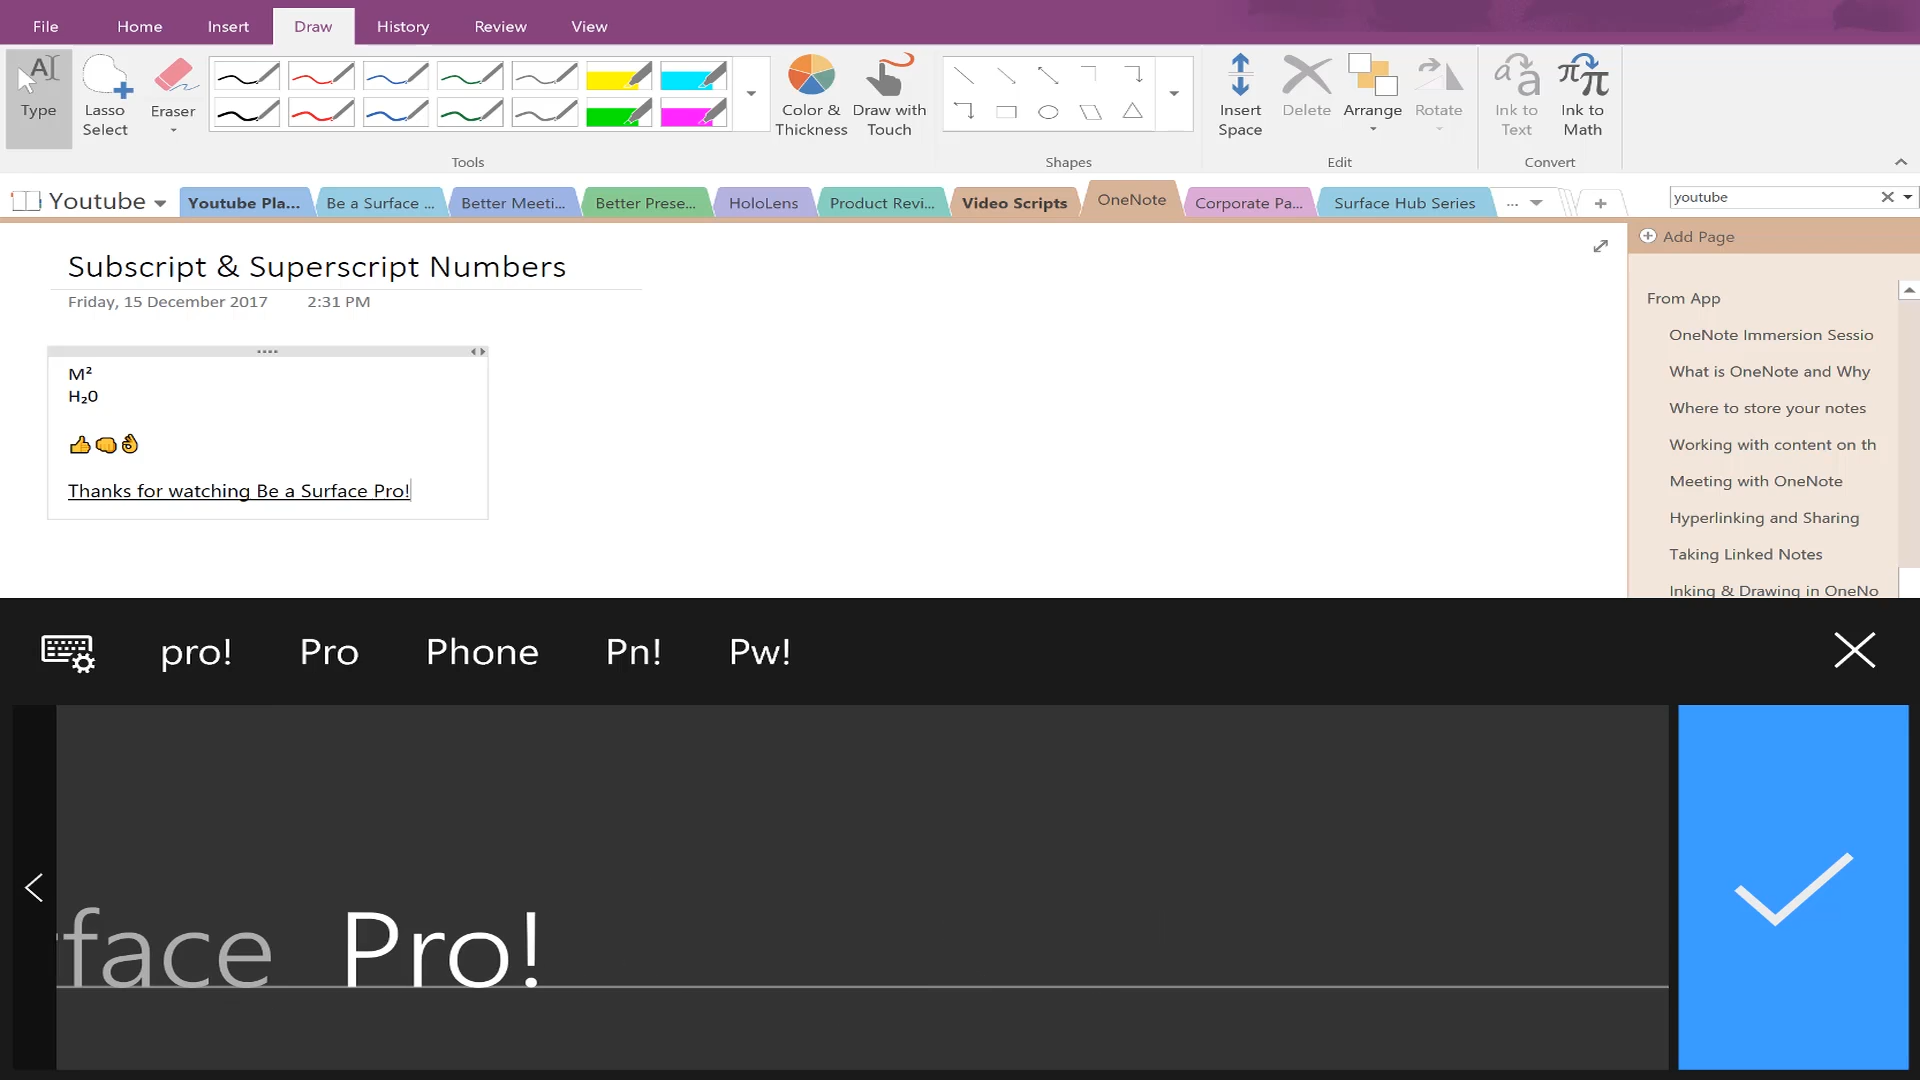 File Home Insert Draw History Review View
Type
Lasso Select
Eraser
Color & Thickness
Draw with Touch
Insert Space
Delete
Arrange
Rotate
Ink to Text
Ink to Math
Tools
Shapes
Edit
Convert
Youtube
Youtube Pla... Be a Surface ... Better Meeti... Better Prese... HoloLens Product Revi... Video Scripts OneNote Corporate Pa... Surface Hub Series ...
youtube
Subscript & Superscript Numbers
Friday, 15 December 2017 2:31 PM
M²
H₂0
👍👊👌
Thanks for watching Be a Surface Pro!
Add Page
From App
OneNote Immersion Sessio
What is OneNote and Why
Where to store your notes
Working with content on th
Meeting with OneNote
Hyperlinking and Sharing
Taking Linked Notes
Inking & Drawing in OneNo
pro! Pro Phone Pn! Pw!
face Pro!